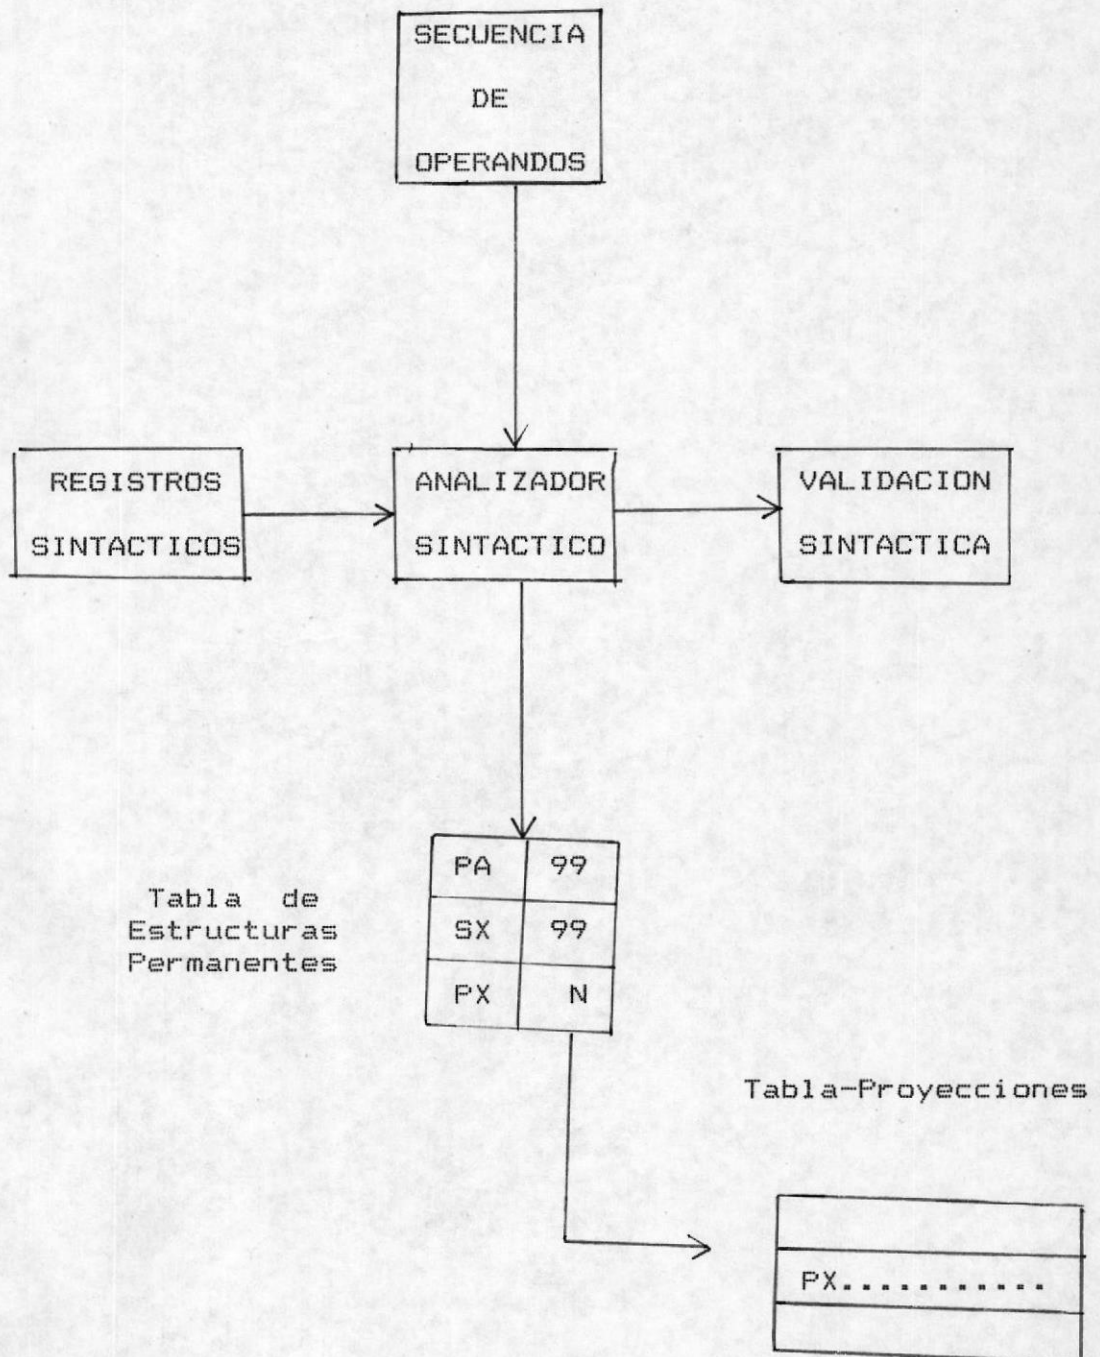 SECUENCIA
DE
OPERANDOS
REGISTROS
SINTACTICOS
ANALIZADOR
SINTACTICO
VALIDACION
SINTACTICA
Tabla de
Estructuras
Permanentes
PA 99
SX 99
PX N
Tabla-Proyecciones
PX...........